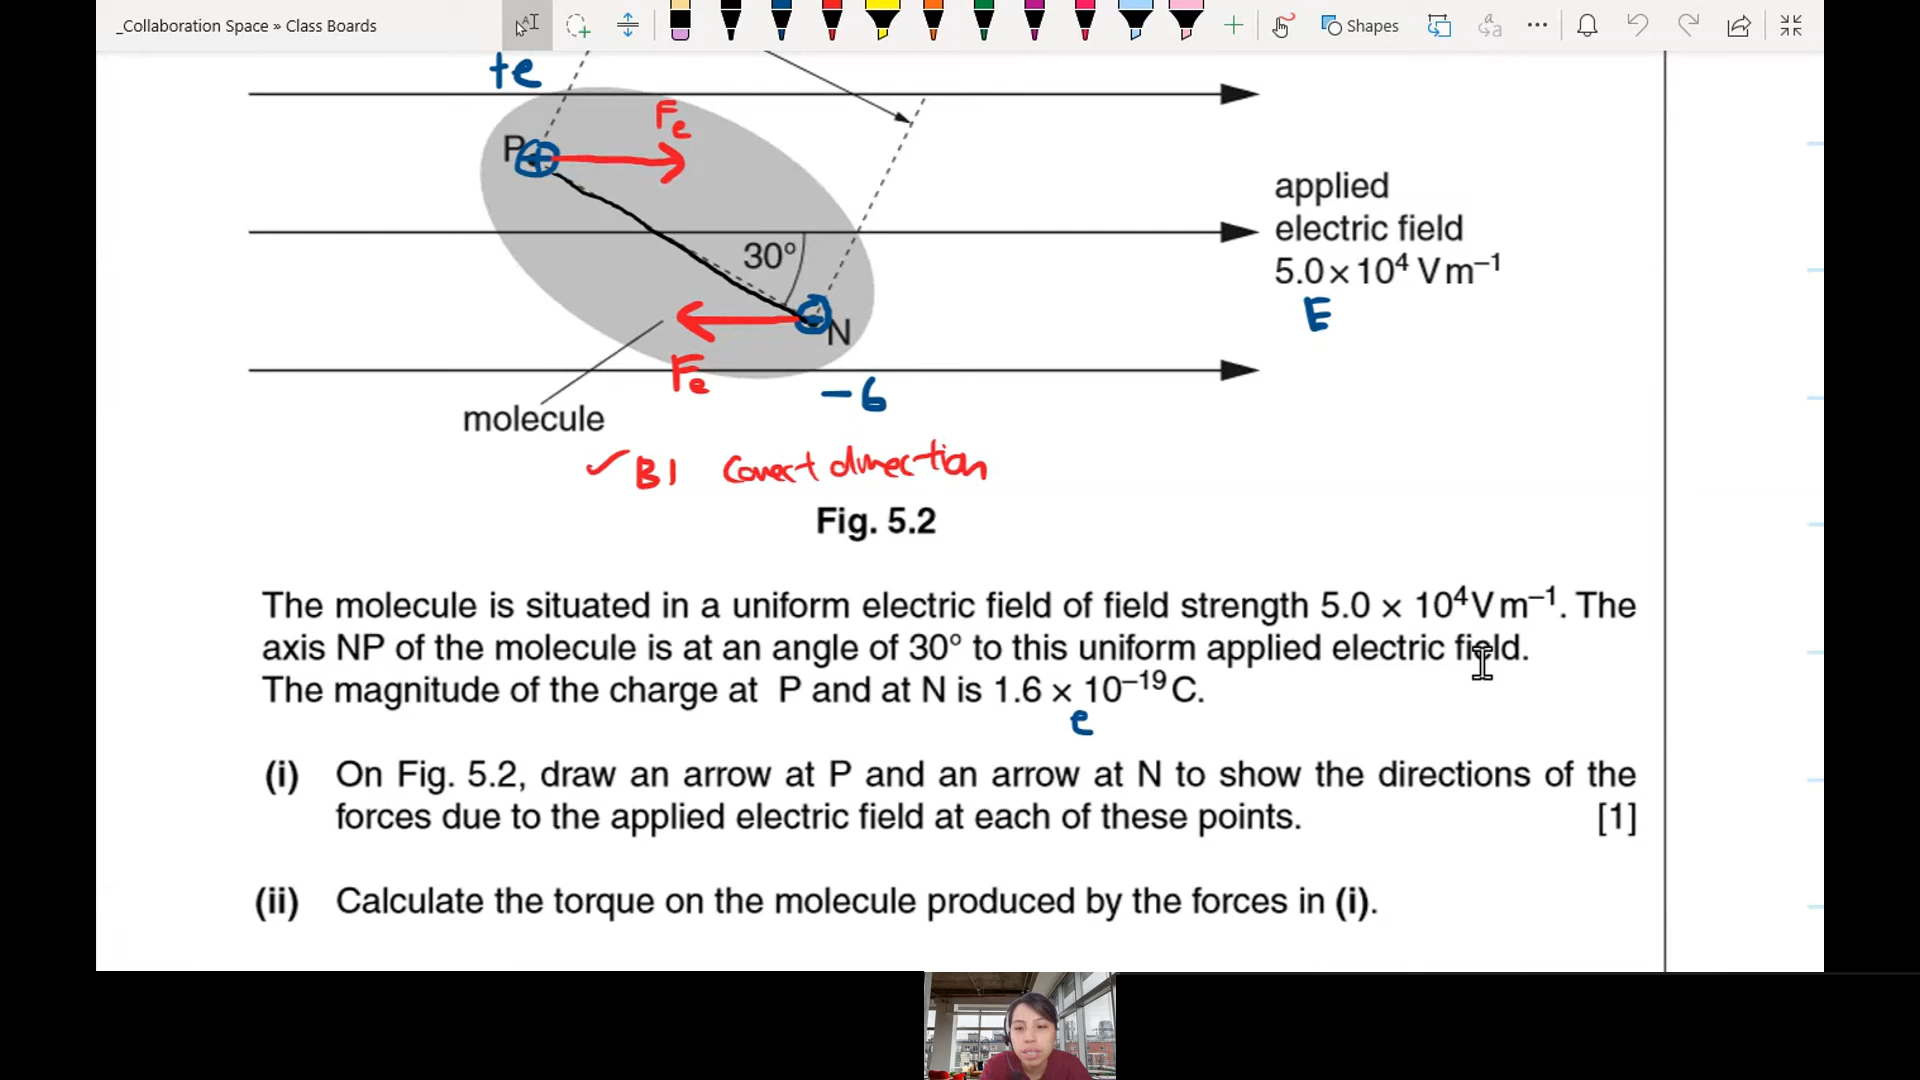 _Collaboration Space » Class Boards
Shapes
+e
Fe
P
applied
electric field
5.0 × 10⁴ V m⁻¹
E
30°
N
Fe
-e
molecule
✓ B1 correct direction
Fig. 5.2
The molecule is situated in a uniform electric field of field strength 5.0 × 10⁴ V m⁻¹. The
axis NP of the molecule is at an angle of 30° to this uniform applied electric field.
The magnitude of the charge at P and at N is 1.6 × 10⁻¹⁹ C.
e
(i) On Fig. 5.2, draw an arrow at P and an arrow at N to show the directions of the
forces due to the applied electric field at each of these points. [1]
(ii) Calculate the torque on the molecule produced by the forces in (i).